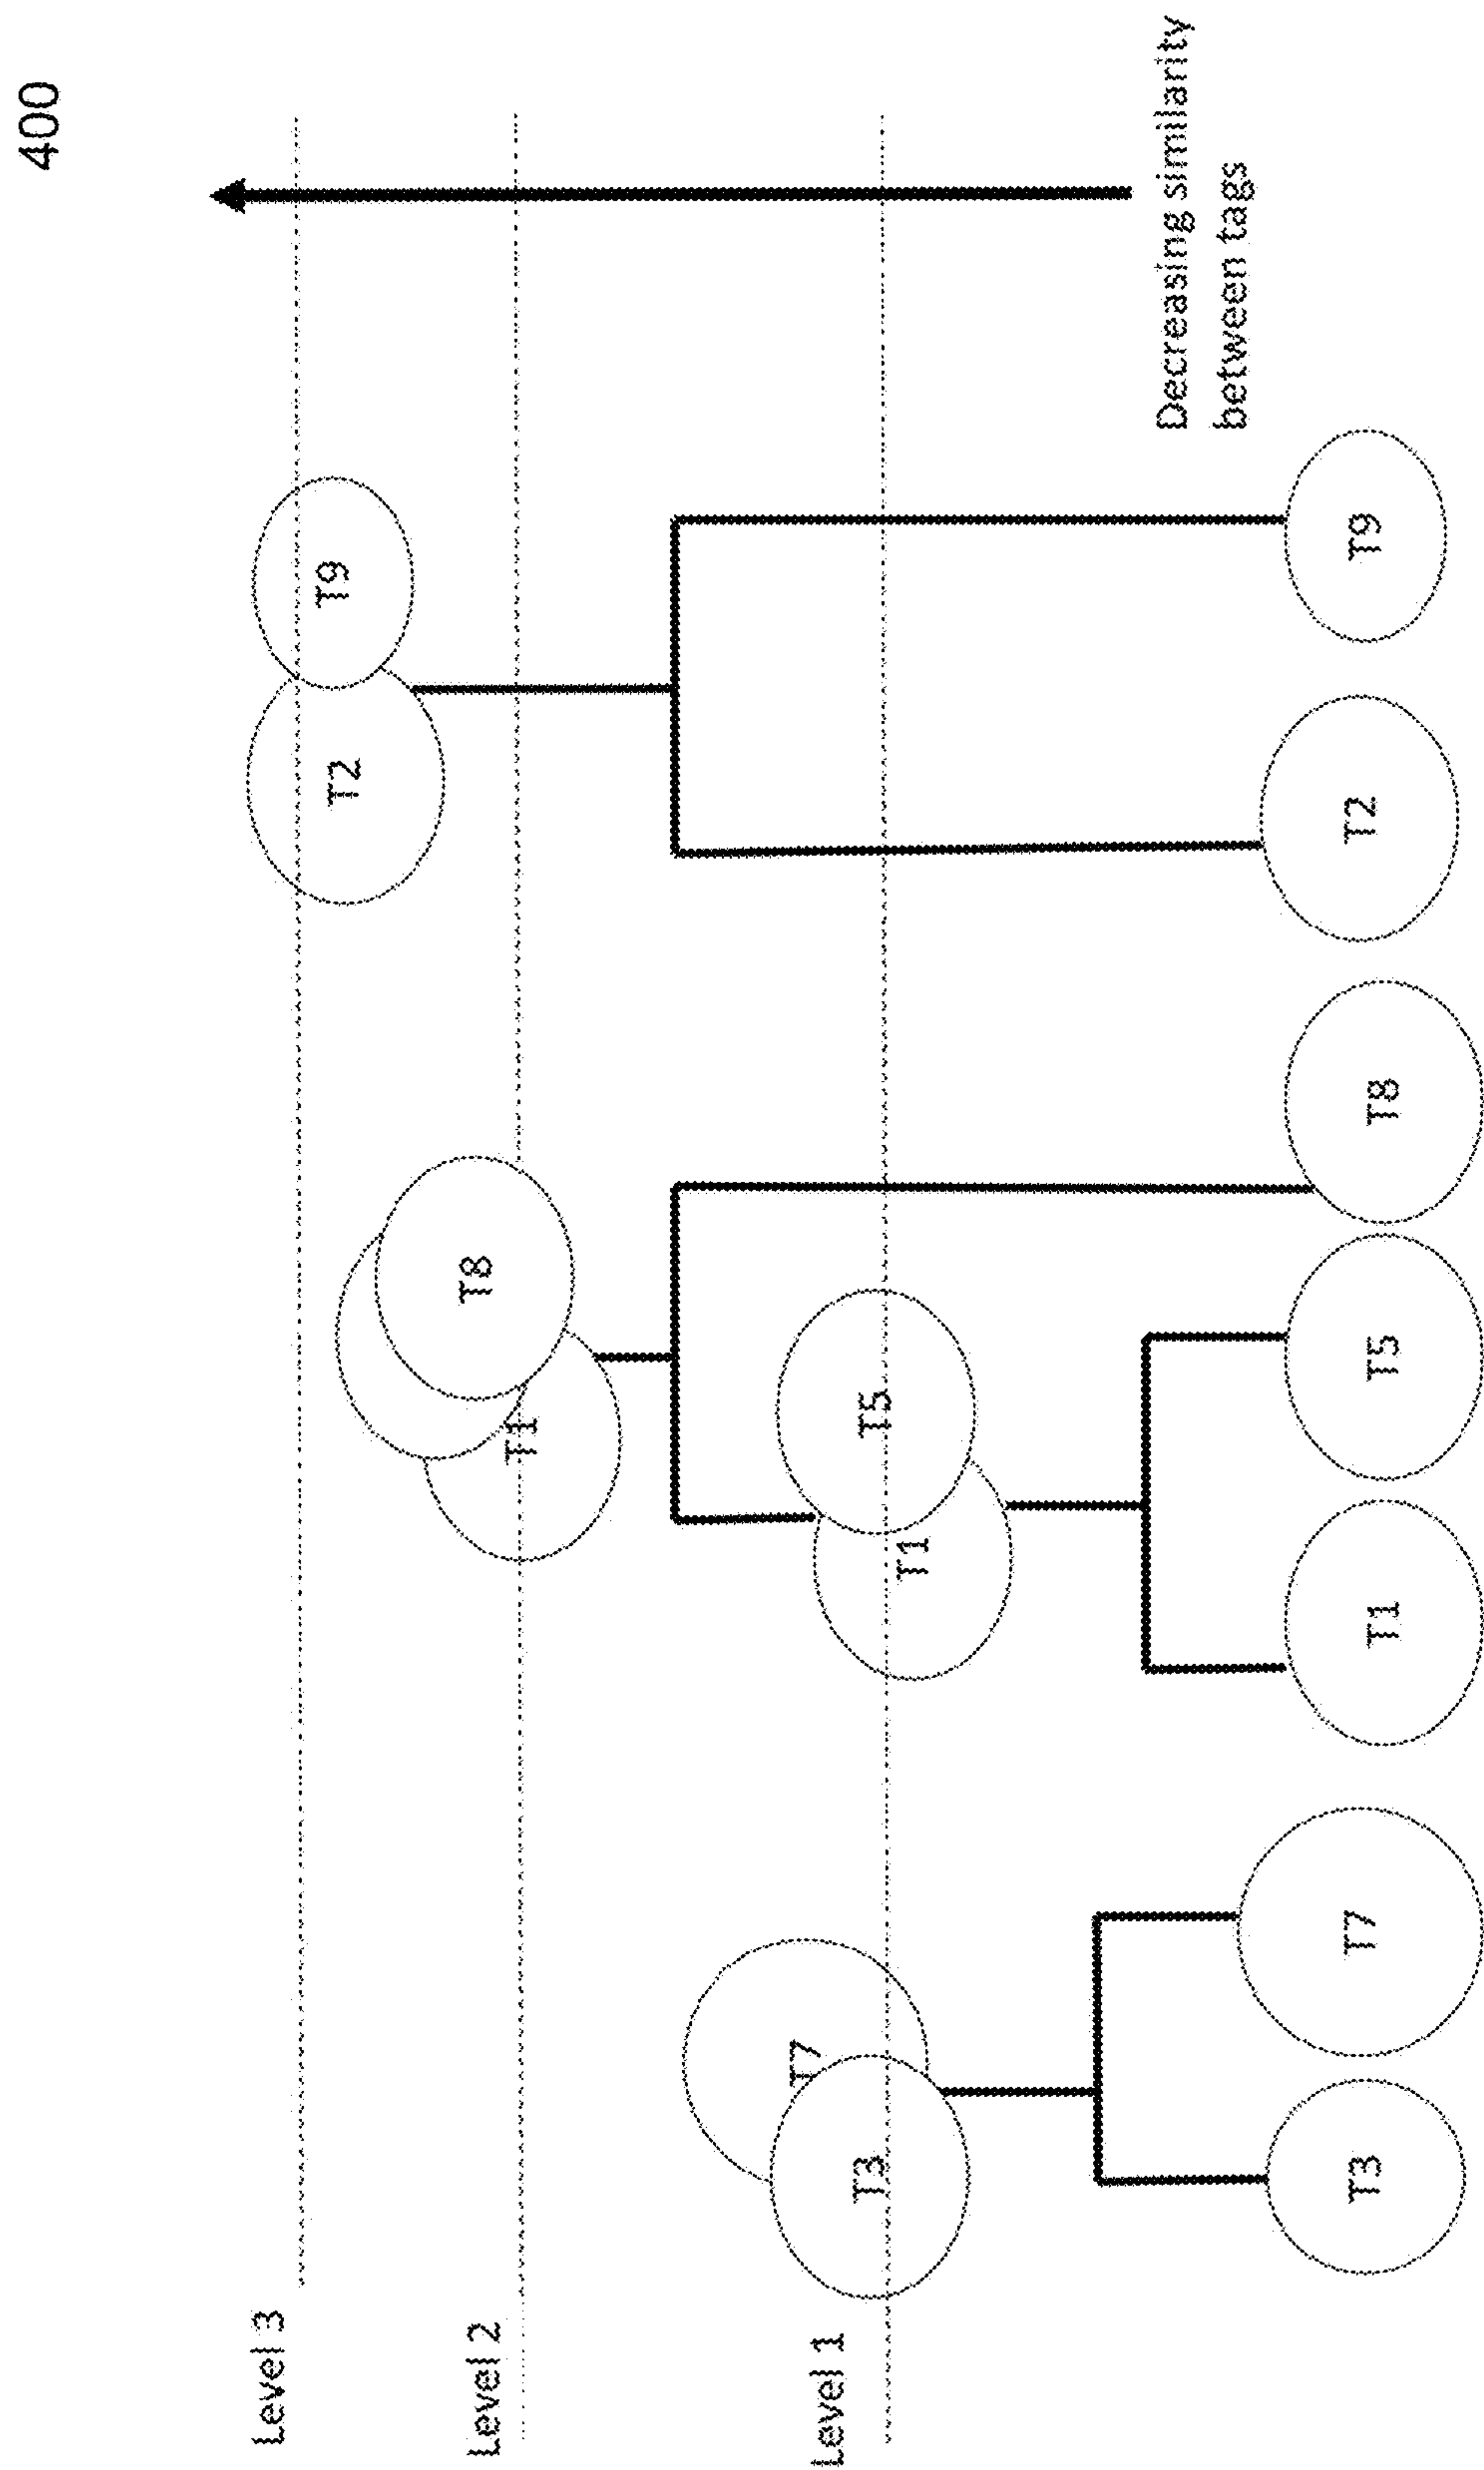 400
Level 3
T2
T9
Level 2
T1
T8
Level 1
T3
T7
T1
T5
Decreasing similarity
between tags
T3
T7
T1
T5
T8
T2
T9